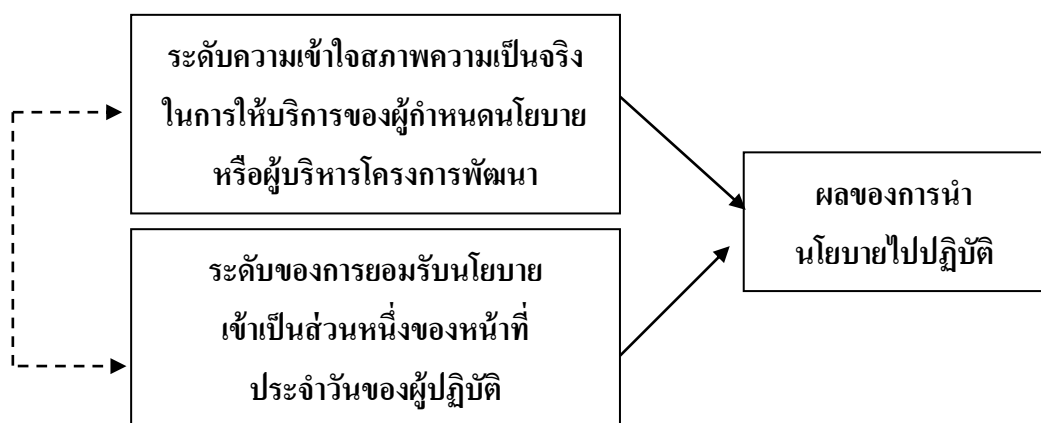 ระดับความเข้าใจสภาพความเป็นจริง
ในการให้บริการของผู้กำหนดนโยบาย
หรือผู้บริหารโครงการพัฒนา
ระดับของการยอมรับนโยบาย
เข้าเป็นส่วนหนึ่งของหน้าที่
ประจำวันของผู้ปฏิบัติ
ผลของการนำ
นโยบายไปปฏิบัติ